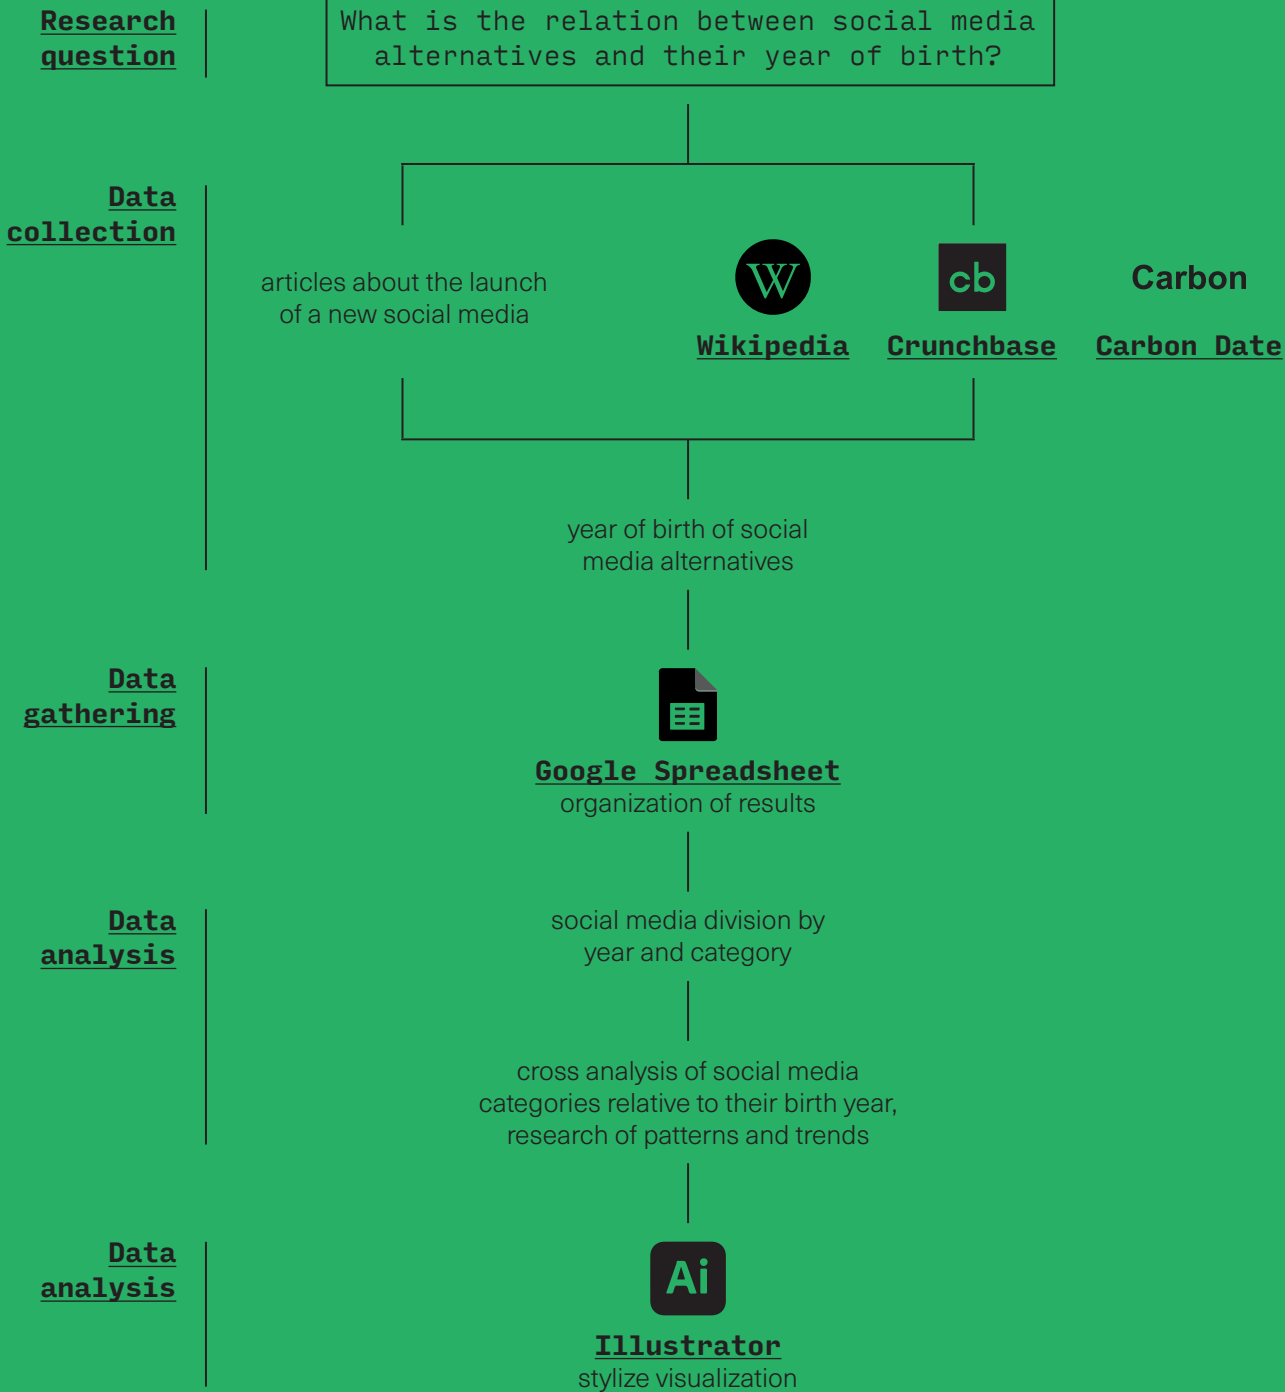 Research
question
What is the relation between social media
alternatives and their year of birth?
Data
collection
articles about the launch
of a new social media
W
Wikipedia
cb
Crunchbase
Carbon
Carbon Date
year of birth of social
media alternatives
Data
gathering
Google Spreadsheet
organization of results
Data
analysis
social media division by
year and category
cross analysis of social media
categories relative to their birth year,
research of patterns and trends
Data
analysis
Ai
Illustrator
stylize visualization